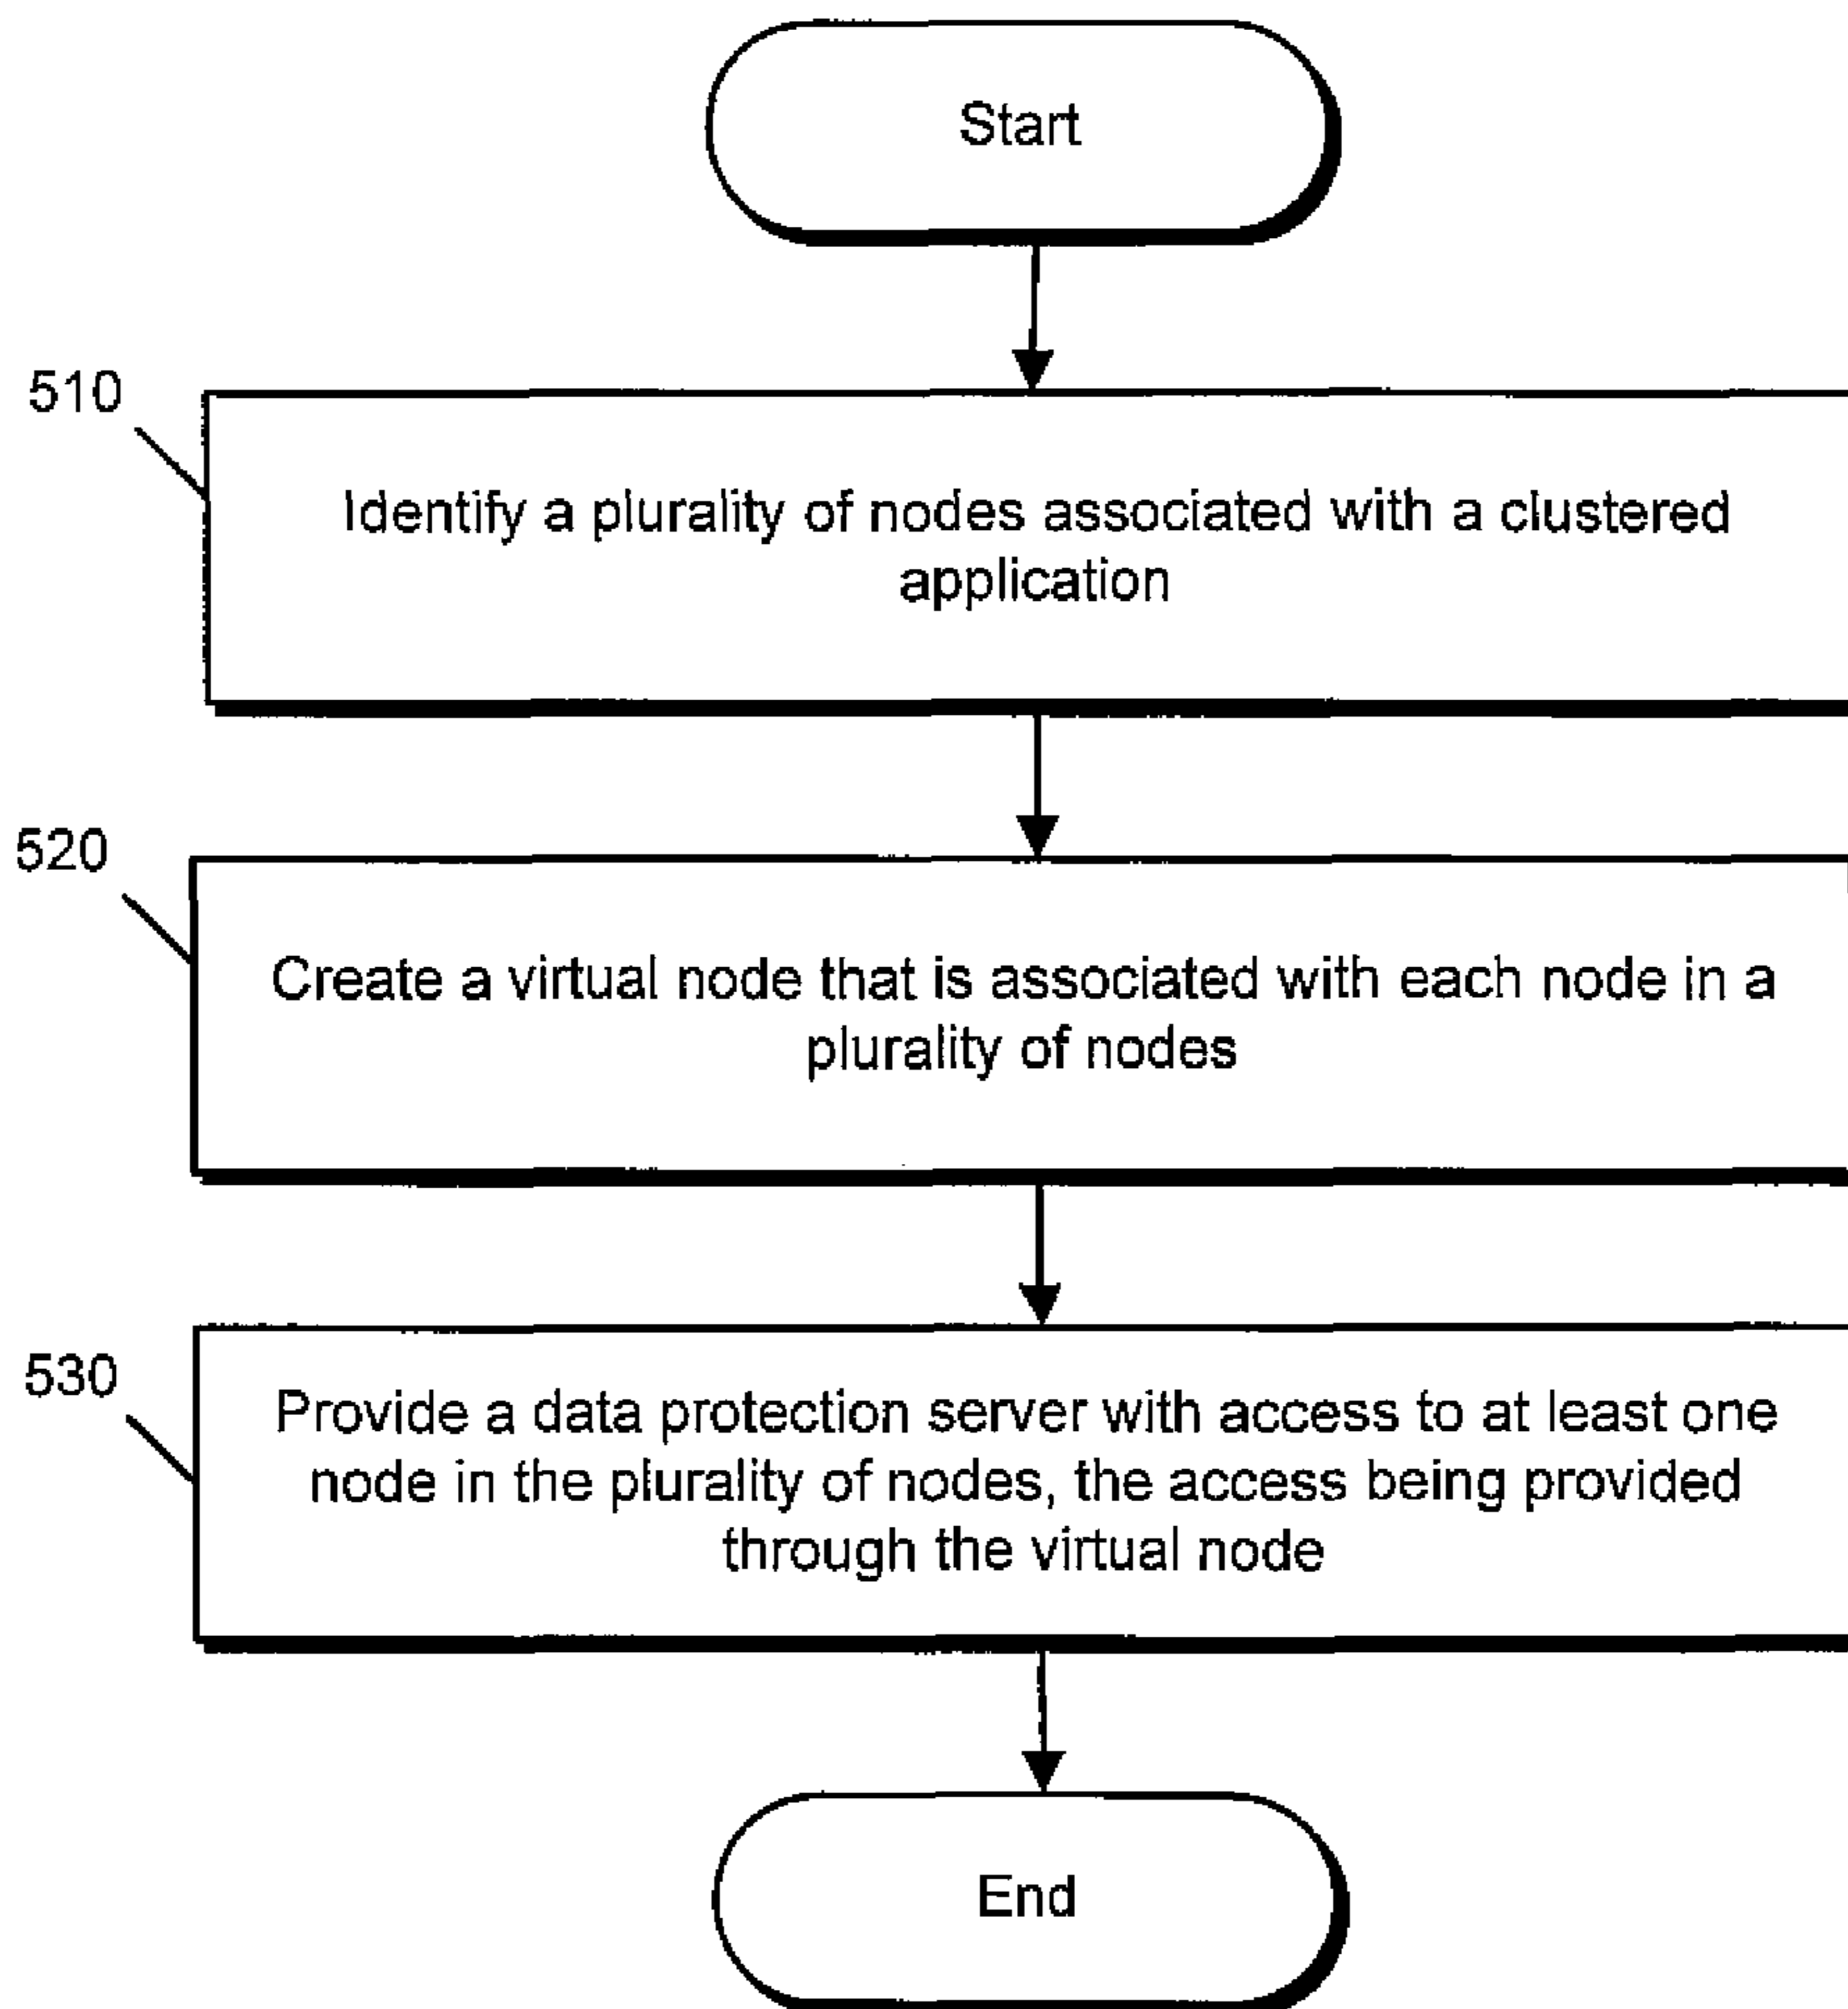 Start
510
Identify a plurality of nodes associated with a clustered
application
520
Create a virtual node that is associated with each node in a
plurality of nodes
530
Provide a data protection server with access to at least one
node in the plurality of nodes, the access being provided
through the virtual node
End